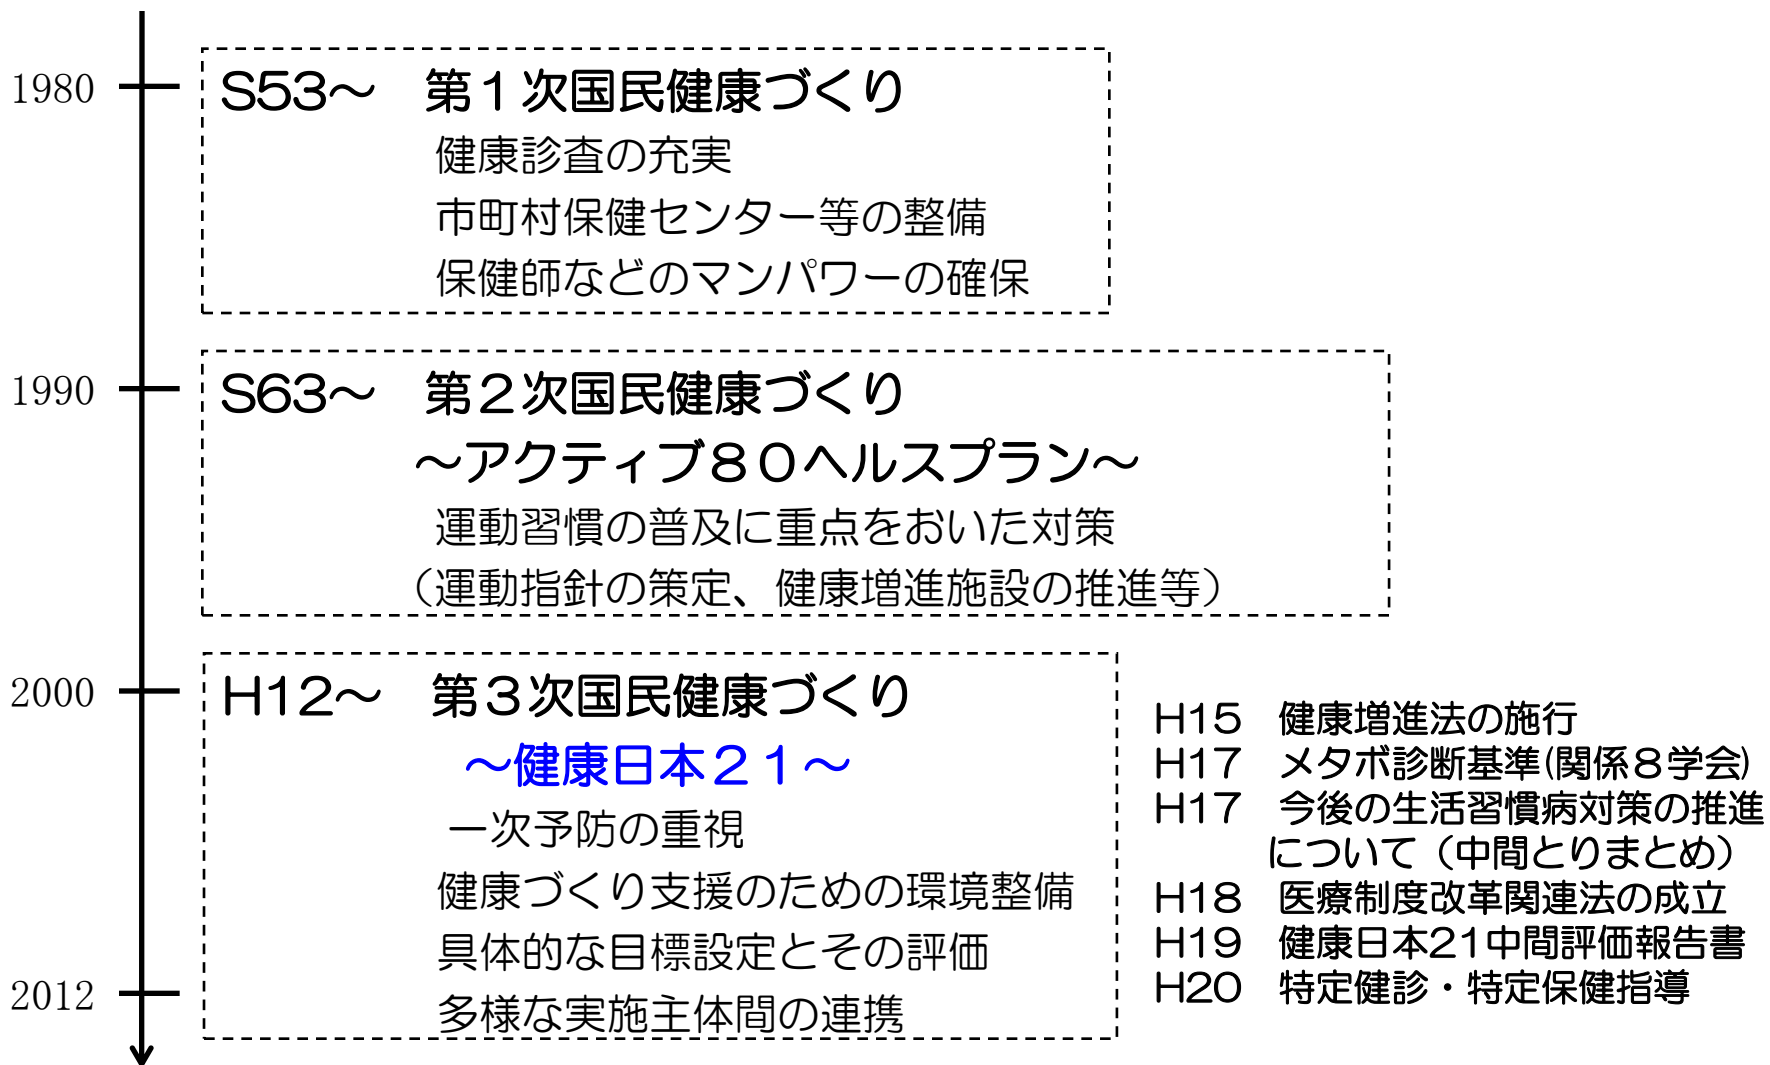 1980
S53～　第１次国民健康づくり
健康診査の充実
市町村保健センター等の整備
保健師などのマンパワーの確保
1990
S63～　第２次国民健康づくり
～アクティブ８０ヘルスプラン～
運動習慣の普及に重点をおいた対策
（運動指針の策定、健康増進施設の推進等）
2000
H12～　第３次国民健康づくり
～健康日本２１～
一次予防の重視
健康づくり支援のための環境整備
具体的な目標設定とその評価
2012
多様な実施主体間の連携
H15　健康増進法の施行
H17　メタボ診断基準(関係８学会)
H17　今後の生活習慣病対策の推進
について（中間とりまとめ）
H18　医療制度改革関連法の成立
H19　健康日本21中間評価報告書
H20　特定健診・特定保健指導